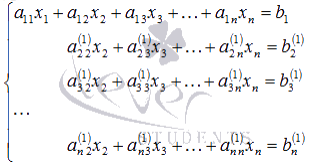 a₁₁x₁ + a₁₂x₂ + a₁₃x₃ + ... + a₁ₙxₙ = b₁
a₂₂⁽¹⁾x₂ + a₂₃⁽¹⁾x₃ + ... + a₂ₙ⁽¹⁾xₙ = b₂⁽¹⁾
a₃₂⁽¹⁾x₂ + a₃₃⁽¹⁾x₃ + ... + a₃ₙ⁽¹⁾xₙ = b₃⁽¹⁾
...
aₙ₂⁽¹⁾x₂ + aₙ₃⁽¹⁾x₃ + ... + aₙₙ⁽¹⁾xₙ = bₙ⁽¹⁾
clever
STUDENTS